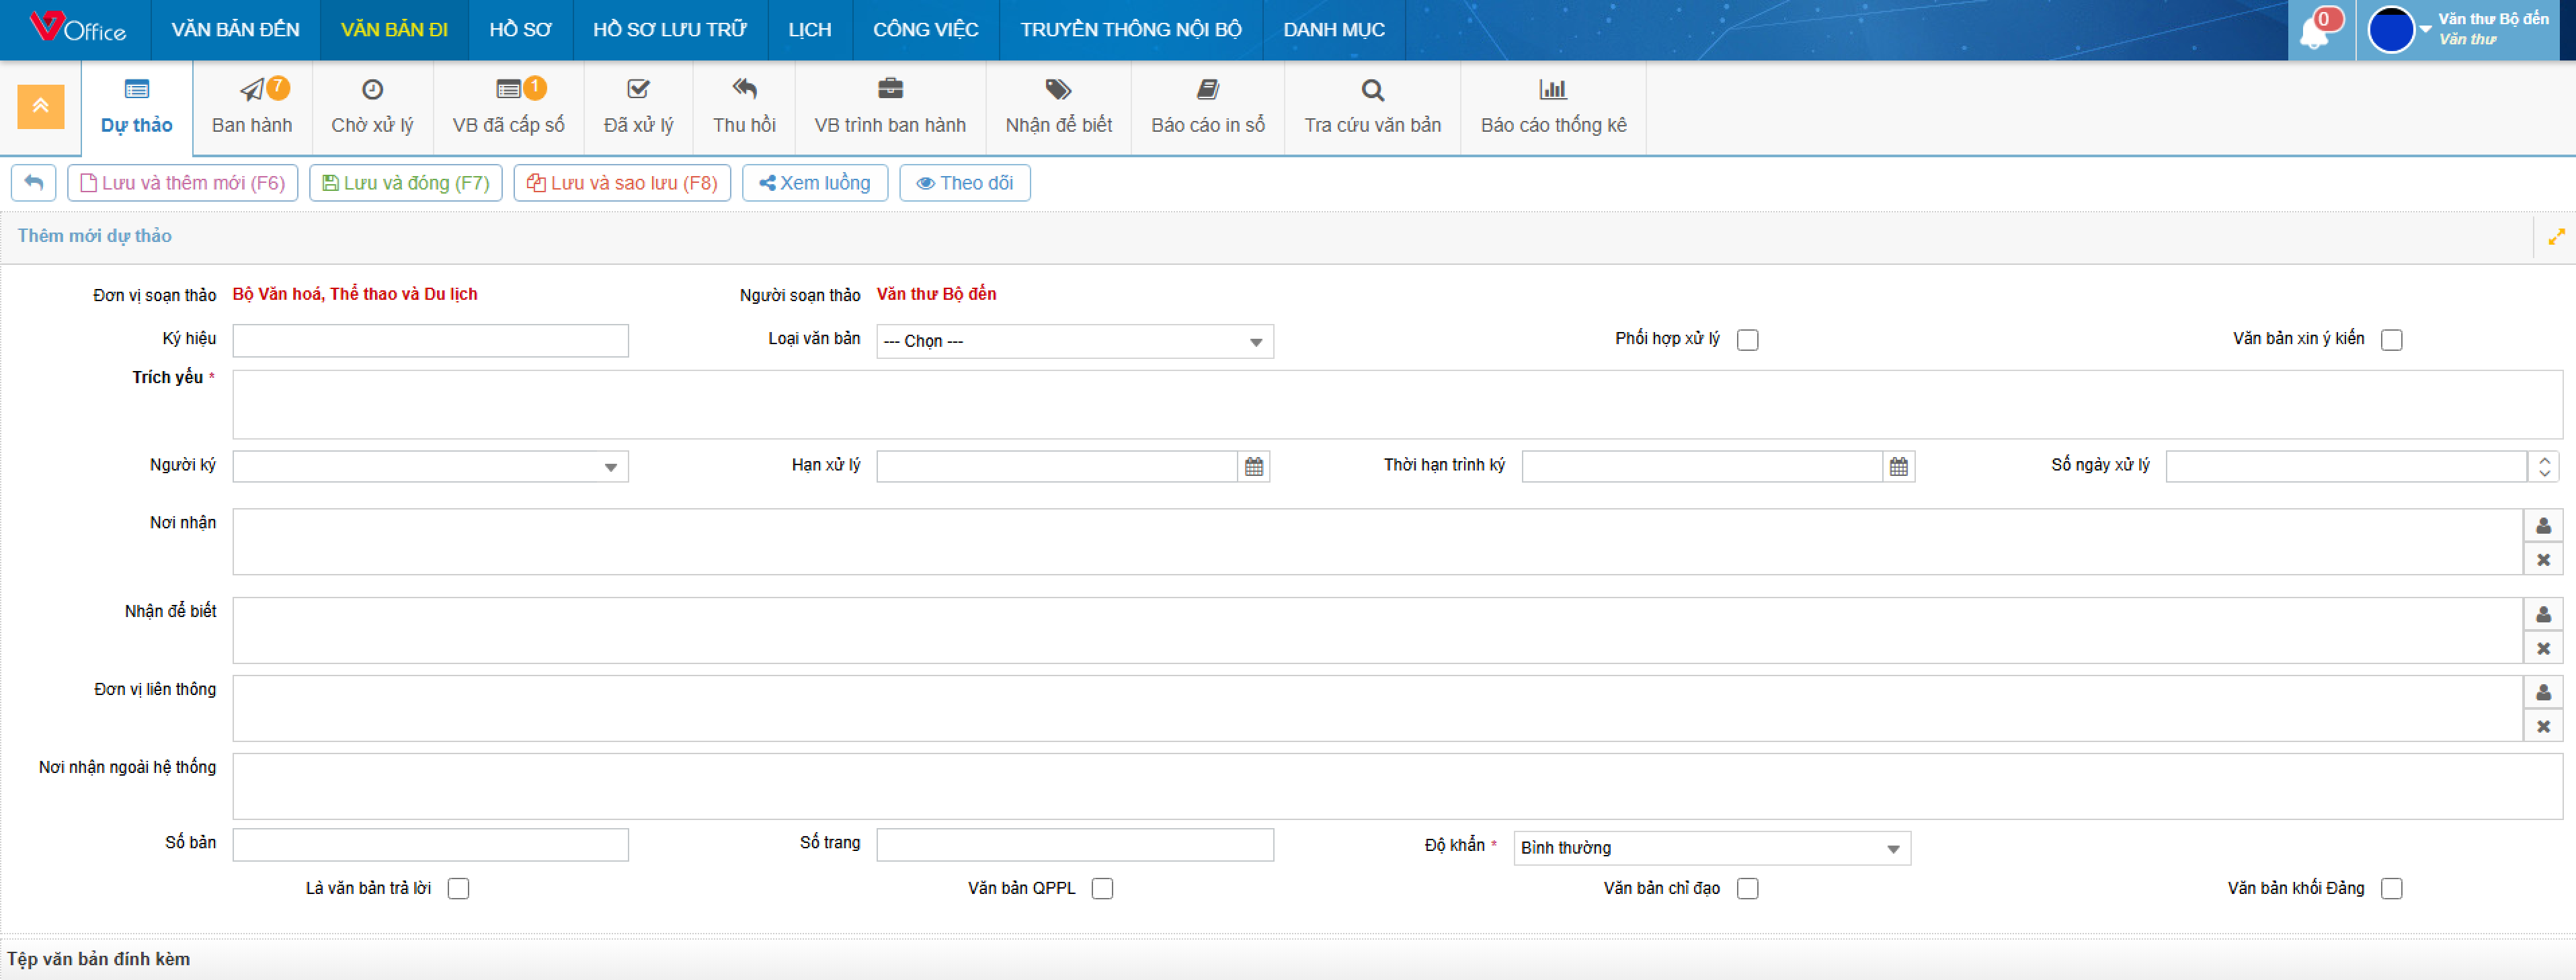 VOffice VĂN BẢN ĐẾN VĂN BẢN ĐI HỒ SƠ HỒ SƠ LƯU TRỮ LỊCH CÔNG VIỆC TRUYỀN THÔNG NỘI BỘ DANH MỤC 0 Văn thư Bộ đến
Văn thư
7 1
Dự thảo Ban hành Chờ xử lý VB đã cấp số Đã xử lý Thu hồi VB trình ban hành Nhận để biết Báo cáo in sổ Tra cứu văn bản Báo cáo thống kê
Lưu và thêm mới (F6) Lưu và đóng (F7) Lưu và sao lưu (F8) Xem luồng Theo dõi
Thêm mới dự thảo
Đơn vị soạn thảo Bộ Văn hoá, Thể thao và Du lịch Người soạn thảo Văn thư Bộ đến
Ký hiệu Loại văn bản --- Chọn --- Phối hợp xử lý Văn bản xin ý kiến
Trích yếu *
Người ký Hạn xử lý Thời hạn trình ký Số ngày xử lý
Nơi nhận
Nhận để biết
Đơn vị liên thông
Nơi nhận ngoài hệ thống
Số bản Số trang Độ khẩn * Bình thường
Là văn bản trả lời Văn bản QPPL Văn bản chỉ đạo Văn bản khối Đảng
Tệp văn bản đính kèm